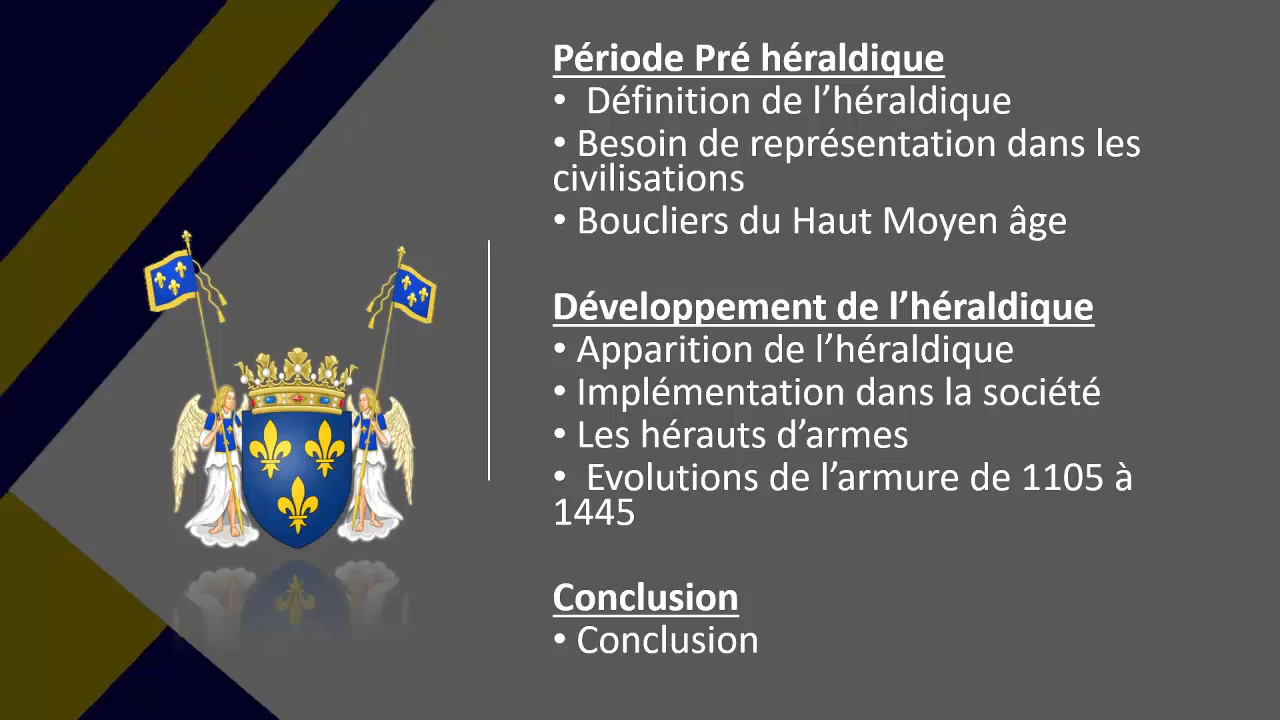 Période Pré héraldique
• Définition de l’héraldique
• Besoin de représentation dans les
civilisations
• Boucliers du Haut Moyen âge
Développement de l’héraldique
• Apparition de l’héraldique
• Implémentation dans la société
• Les hérauts d’armes
• Evolutions de l’armure de 1105 à
1445
Conclusion
• Conclusion